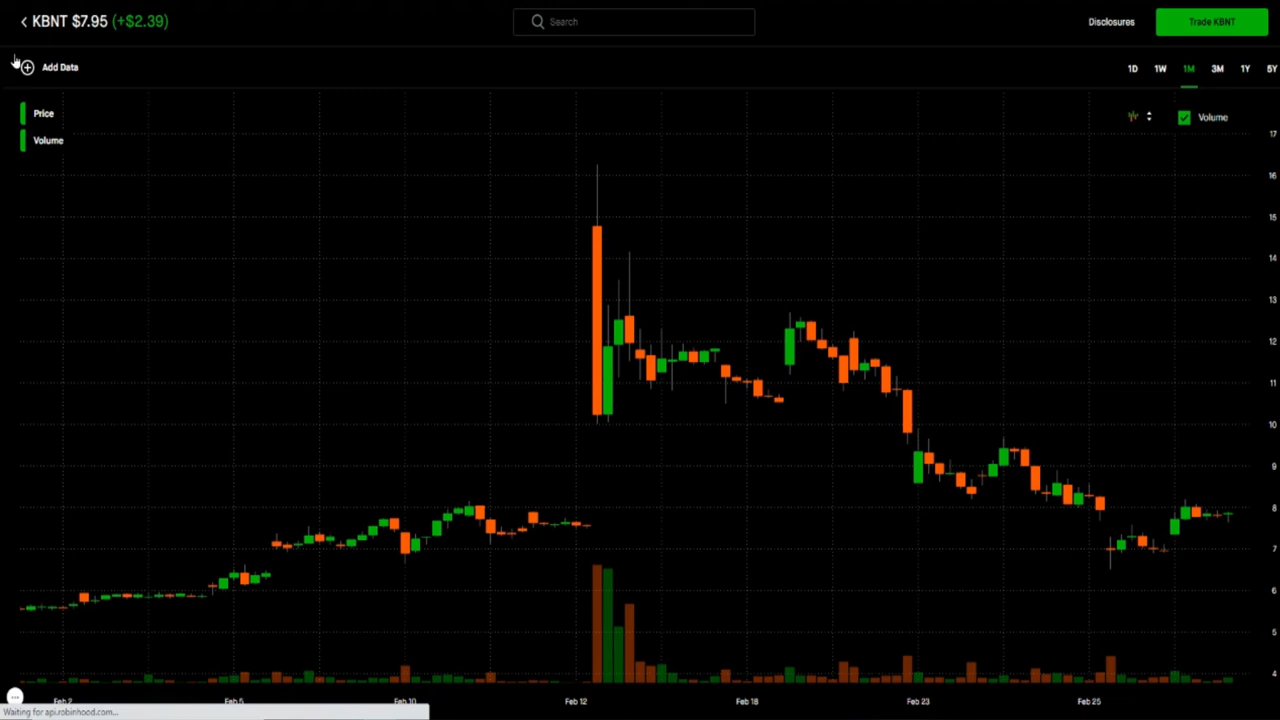 KBNT $7.95 (+$2.39)
Search
Disclosures
Trade KBNT
Add Data
1D 1W 1M 3M 1Y 5Y
Price
Volume
Volume
17
16
15
14
13
12
11
10
9
8
7
6
5
4
Feb 2 Feb 5 Feb 10 Feb 12 Feb 18 Feb 23 Feb 25
Waiting for api.robinhood.com...